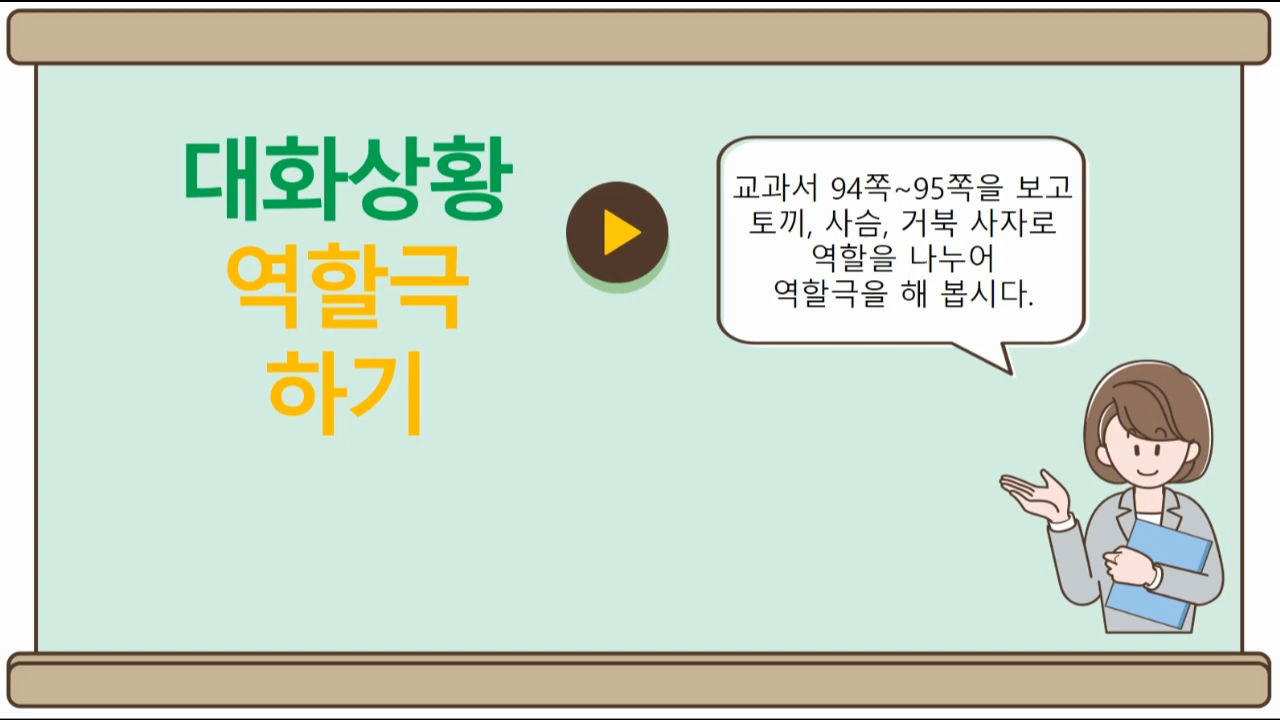 대화상황
역할극
하기
교과서 94쪽~95쪽을 보고
토끼, 사슴, 거북 사자로
역할을 나누어
역할극을 해 봅시다.